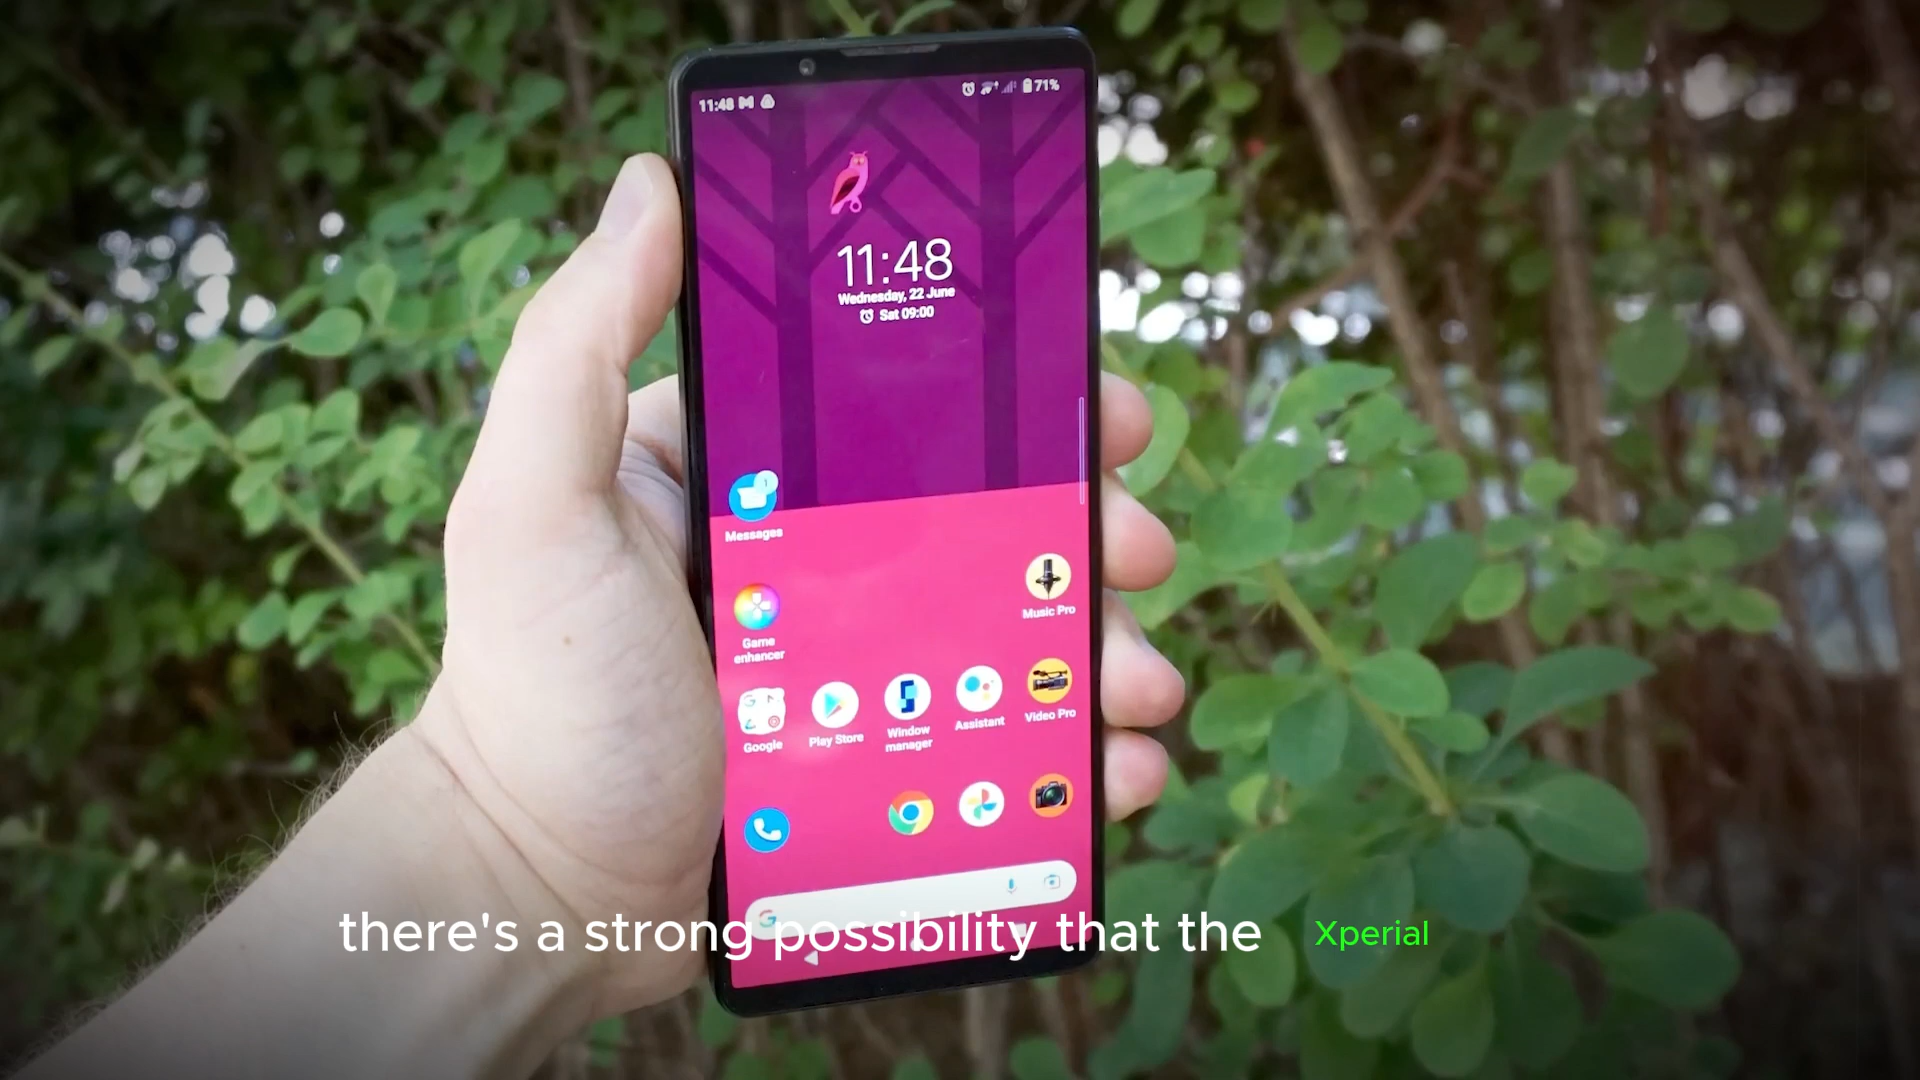 11:48
71%
11:48
Wednesday, 22 June
Sat 09:00
Messages
Music Pro
Game
enhancer
Google
Play Store
Window
manager
Assistant
Video Pro
there's a strong possibility that the Xperial